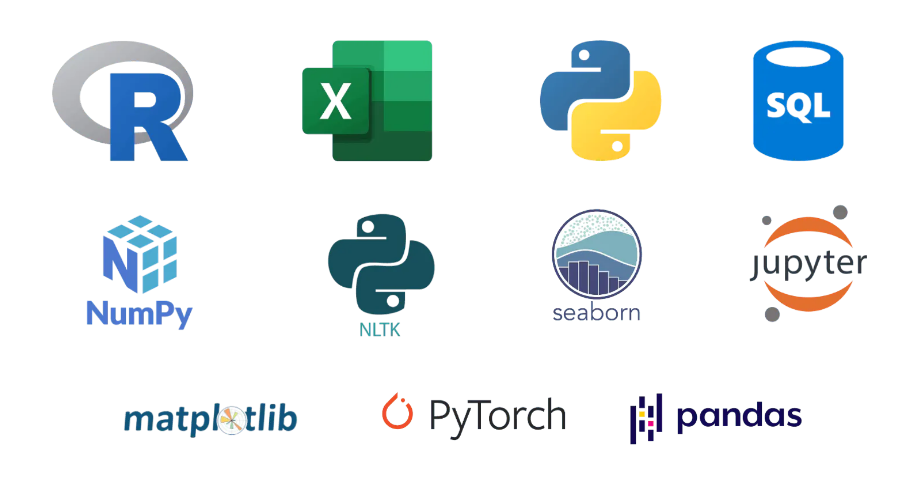 R
X
SQL
NumPy
NLTK
seaborn
jupyter
matplotlib
PyTorch
pandas